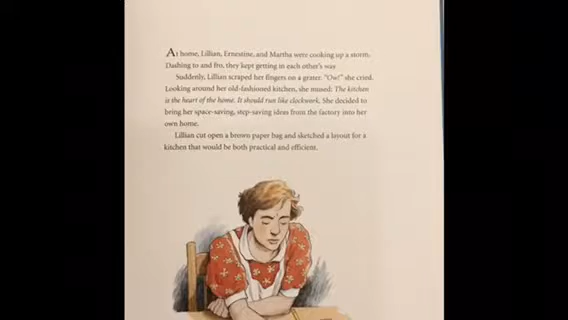 At home, Lillian, Ernestine, and Martha were cooking up a storm.
Dashing to and fro, they kept getting in each other's way.
Suddenly, Lillian scraped her fingers on a grater. "Ow!" she cried.
Looking around her old-fashioned kitchen, she mused: The kitchen
is the heart of the home. It should run like clockwork. She decided to
bring her space-saving, step-saving ideas from the factory into her
own home.
Lillian cut open a brown paper bag and sketched a layout for a
kitchen that would be both practical and efficient.